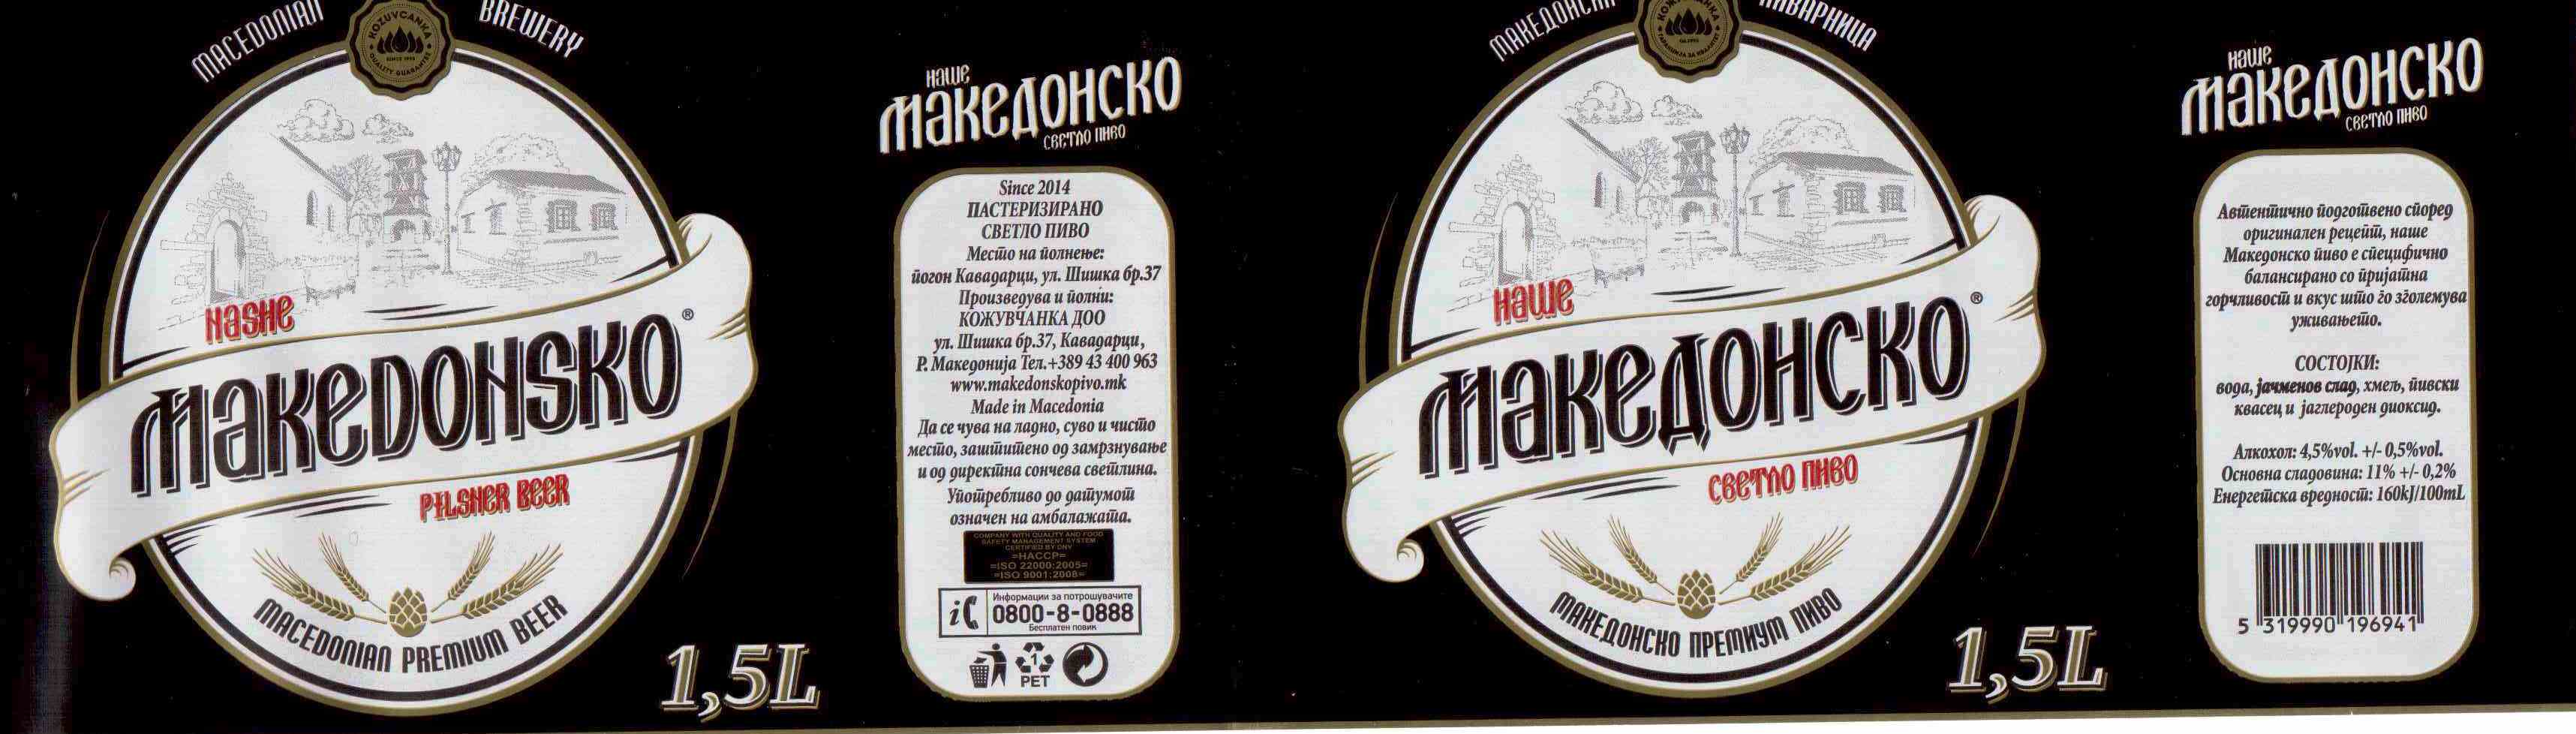 MACEDONIAN BREWERY
KOZUVCANKA
SINCE 1993
QUALITY GUARANTEE
NASHE
MAKEDONSKO®
PILSNER BEER
MACEDONIAN PREMIUM BEER
1,5L
НАШЕ
МАКЕДОНСКО
СВЕТЛО ПИВО
Since 2014
ПАСТЕРИЗИРАНО
СВЕТЛО ПИВО
Место на полнење:
погон Кавадарци, ул. Шишка бр.37
Произведува и полни:
КОЖУВЧАНКА ДОО
ул. Шишка бр.37, Кавадарци,
Р. Македонија Тел.+389 43 400 963
www.makedonskopivo.mk
Made in Macedonia
Да се чува на ладно, суво и чисто
место, заштитено од замрзнување
и од директна сончева светлина.
Употребливо до датумот
означен на амбалажата.
COMPANY WITH QUALITY AND FOOD
SAFETY MANAGEMENT SYSTEM
CERTIFIED BY DNV
=HACCP=
=ISO 22000:2005=
=ISO 9001:2008=
Информации за потрошувачите
0800-8-0888
Бесплатен повик
1
PET
МАКЕДОНСКА ПИВАРНИЦА
КОЖУВЧАНКА
ГАРАНЦИЈА ЗА КВАЛИТЕТ
НАШЕ
МАКЕДОНСКО®
СВЕТЛО ПИВО
МАКЕДОНСКО ПРЕМИУМ ПИВО
1,5L
НАШЕ
МАКЕДОНСКО
СВЕТЛО ПИВО
Автентично подготвено според
оригинален рецепт, наше
Македонско пиво е специфично
балансирано со пријатна
горчливост и вкус што го зголемува
уживањето.
СОСТОЈКИ:
вода, јачменов слад, хмељ, пивски
квасец и јаглероден диоксид.
Алкохол: 4,5%vol. +/- 0,5%vol.
Основна сладовина: 11% +/- 0,2%
Енергетска вредност: 160kJ/100mL
5 319990 196941